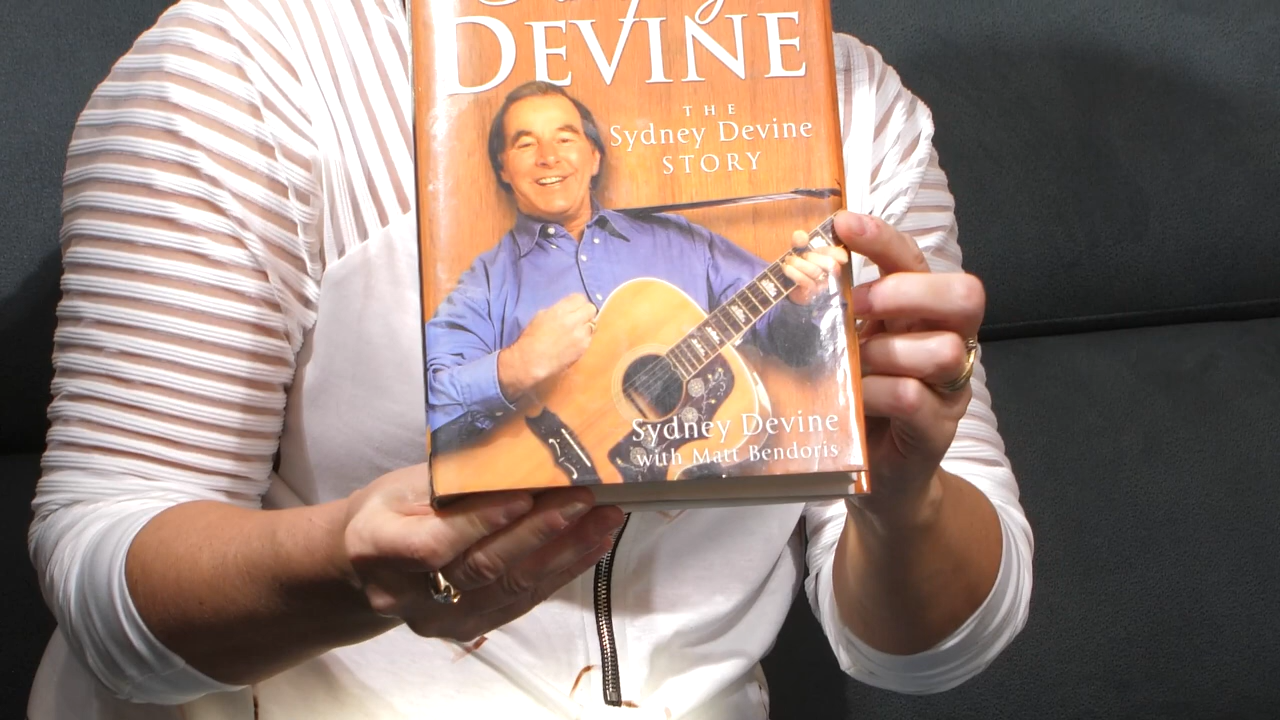 DEVINE
THE
Sydney Devine
STORY
Sydney Devine
with Matt Bendoris